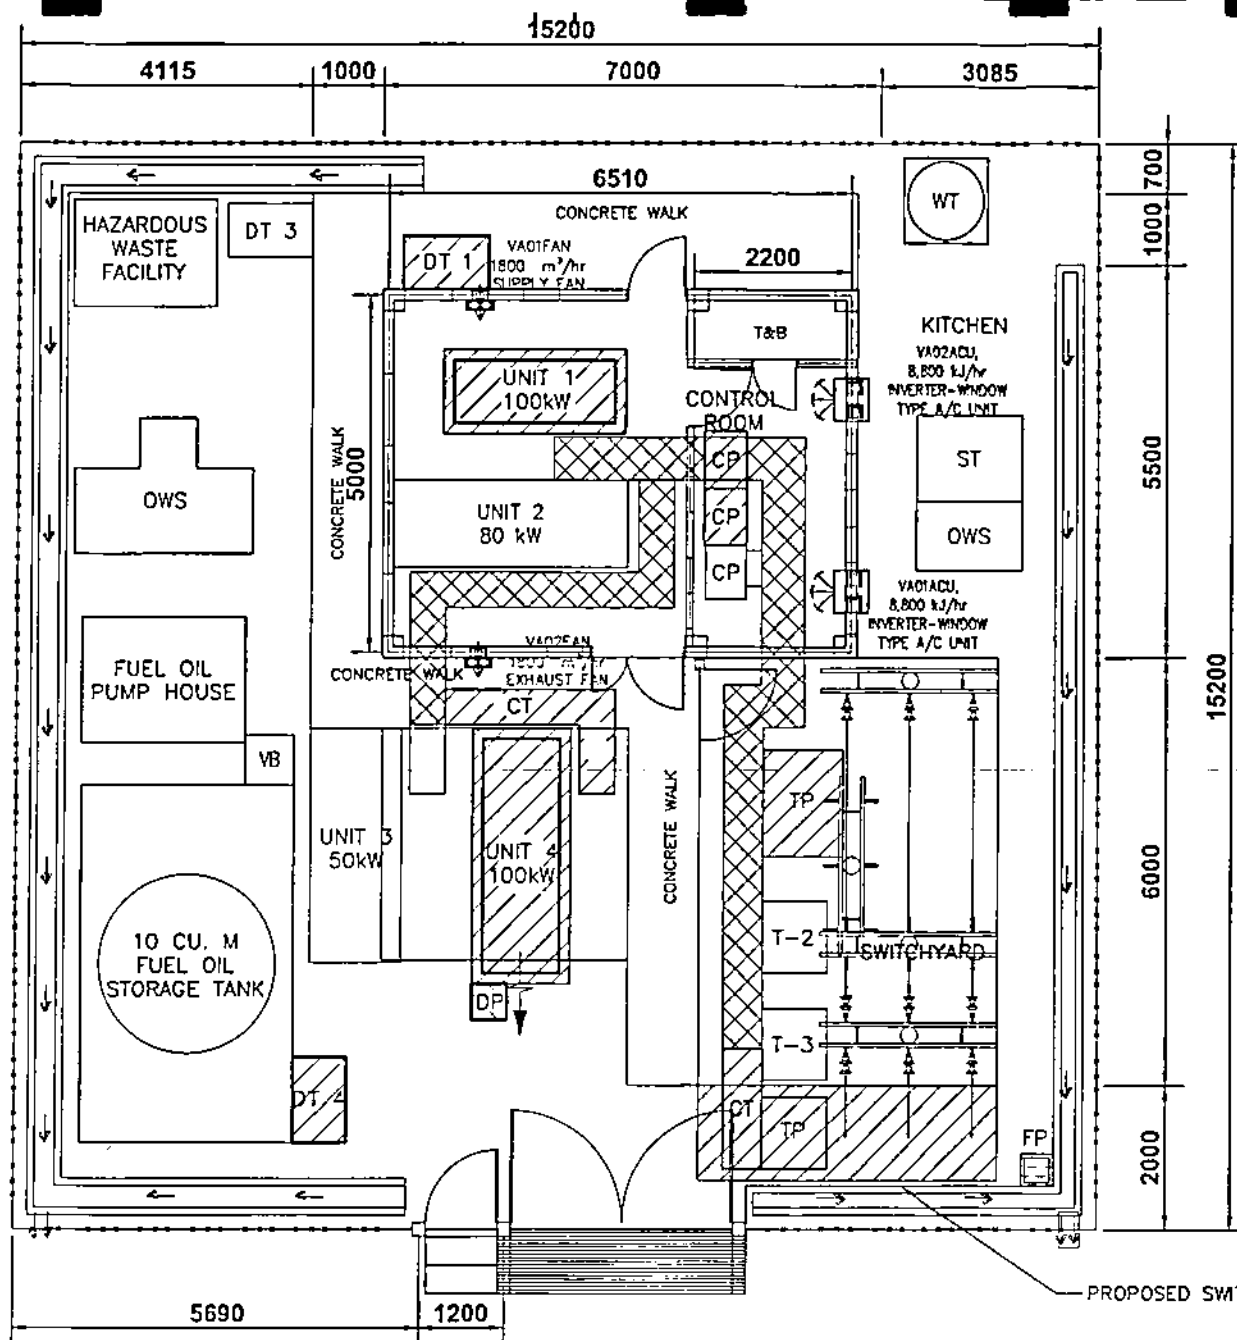 15200
4115
1000
7000
3085
700
1000
5500
15200
6000
2000
6510
CONCRETE WALK
WT
HAZARDOUS
WASTE
FACILITY
DT 3
DT 1
VA01FAN
1800 m³/hr
SUPPLY FAN
2200
T&B
KITCHEN
VA02ACU,
8,800 kJ/hr
INVERTER-WINDOW
TYPE A/C UNIT
UNIT 1
100kW
CONTROL
ROOM
CONCRETE WALK
5000
CP
ST
OWS
UNIT 2
80 kW
CP
OWS
CP
VA01ACU,
8,800 kJ/hr
INVERTER-WINDOW
TYPE A/C UNIT
FUEL OIL
PUMP HOUSE
VA02FAN
1800 m³/hr
EXHAUST FAN
CONCRETE WALK
CT
VB
UNIT 3
50kW
UNIT 4
100kW
CONCRETE WALK
TP
10 CU. M
FUEL OIL
STORAGE TANK
T-2
SWITCHYARD
DP
T-3
DT 4
CT
TP
FP
PROPOSED SWI
5690
1200